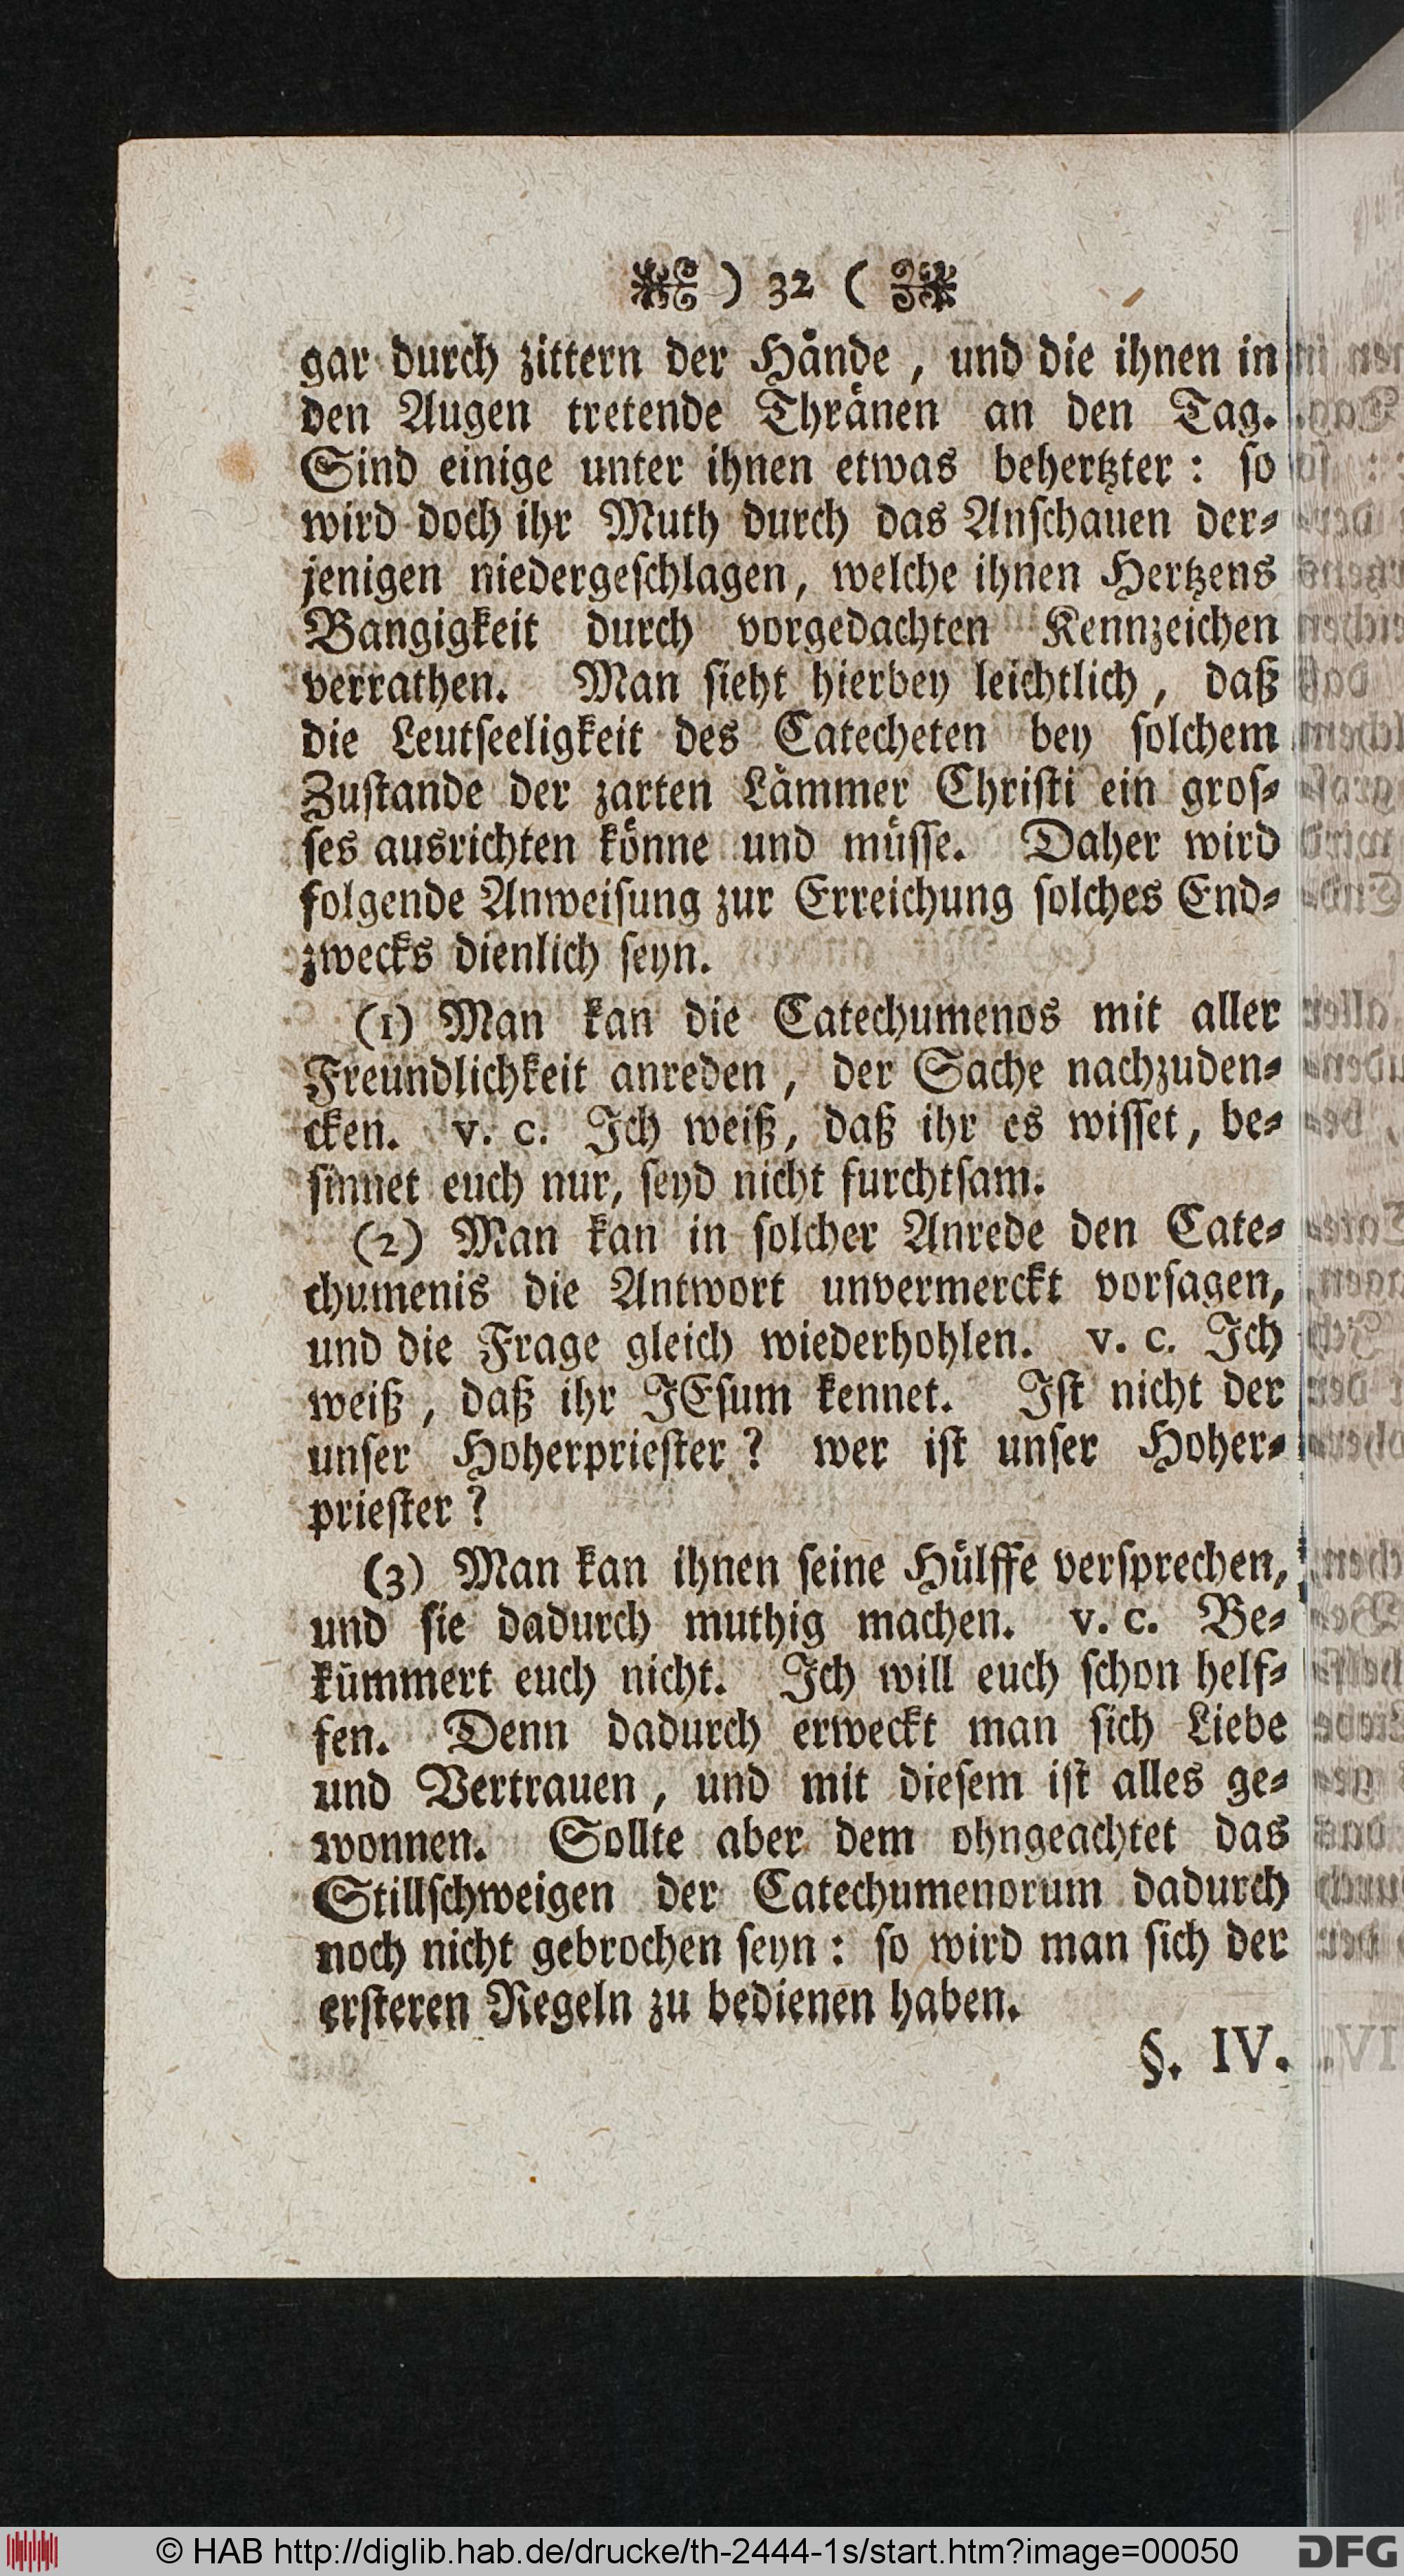 ) 32 (
gar durch zittern der Hände, und die ihnen in
den Augen tretende Thränen an den Tag.
Sind einige unter ihnen etwas behertzter: so
wird doch ihr Muth durch das Anschauen der-
jenigen niedergeschlagen, welche ihnen Hertzens
Bangigkeit durch vorgedachten Kennzeichen
verrathen. Man sieht hierbey leichtlich, daß
die Leutseeligkeit des Catecheten bey solchem
Zustande der zarten Lämmer Christi ein gros-
ses ausrichten könne und müsse. Daher wird
folgende Anweisung zur Erreichung solches End-
zwecks dienlich seyn.
(1) Man kan die Catechumenos mit aller
Freundlichkeit anreden, der Sache nachzuden-
cken. v. c. Ich weiß, daß ihr es wisset, be-
sinnet euch nur, seyd nicht furchtsam.
(2) Man kan in solcher Anrede den Cate-
chumenis die Antwort unvermerckt vorsagen,
und die Frage gleich wiederhohlen. v. c. Ich
weiß, daß ihr JEsum kennet. Ist nicht der
unser Hoherpriester? wer ist unser Hoher-
priester?
(3) Man kan ihnen seine Hülffe versprechen,
und sie dadurch muthig machen. v. c. Be-
kümmert euch nicht. Ich will euch schon helf-
fen. Denn dadurch erweckt man sich Liebe
und Vertrauen, und mit diesem ist alles ge-
wonnen. Sollte aber dem ohngeachtet das
Stillschweigen der Catechumenorum dadurch
noch nicht gebrochen seyn: so wird man sich der
ersteren Regeln zu bedienen haben.
§. IV.
© HAB http://diglib.hab.de/drucke/th-2444-1s/start.htm?image=00050
DFG